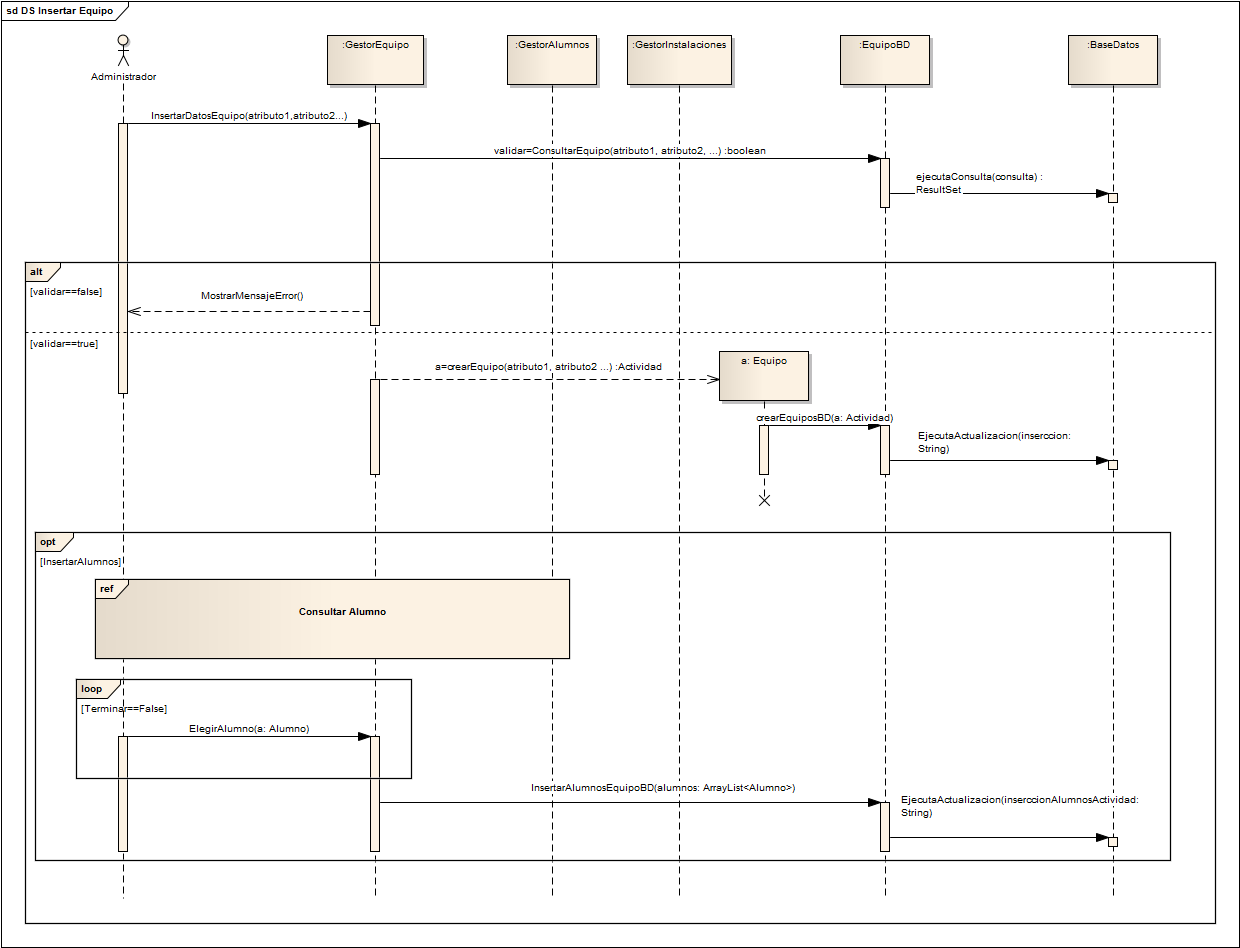 sd DS Insertar Equipo
Administrador
:GestorEquipo
:GestorAlumnos
:GestorInstalaciones
:EquipoBD
:BaseDatos
InsertarDatosEquipo(atributo1,atributo2...)
validar=ConsultarEquipo(atributo1, atributo2, ...) :boolean
ejecutaConsulta(consulta) :
ResultSet
alt
[validar==false]
MostrarMensajeError()
[validar==true]
a=crearEquipo(atributo1, atributo2 ...) :Actividad
a: Equipo
crearEquiposBD(a: Actividad)
EjecutaActualizacion(inserccion:
String)
opt
[InsertarAlumnos]
ref
Consultar Alumno
loop
[Terminar==False]
ElegirAlumno(a: Alumno)
InsertarAlumnosEquipoBD(alumnos: ArrayList<Alumno>)
EjecutaActualizacion(inserccionAlumnosActividad:
String)